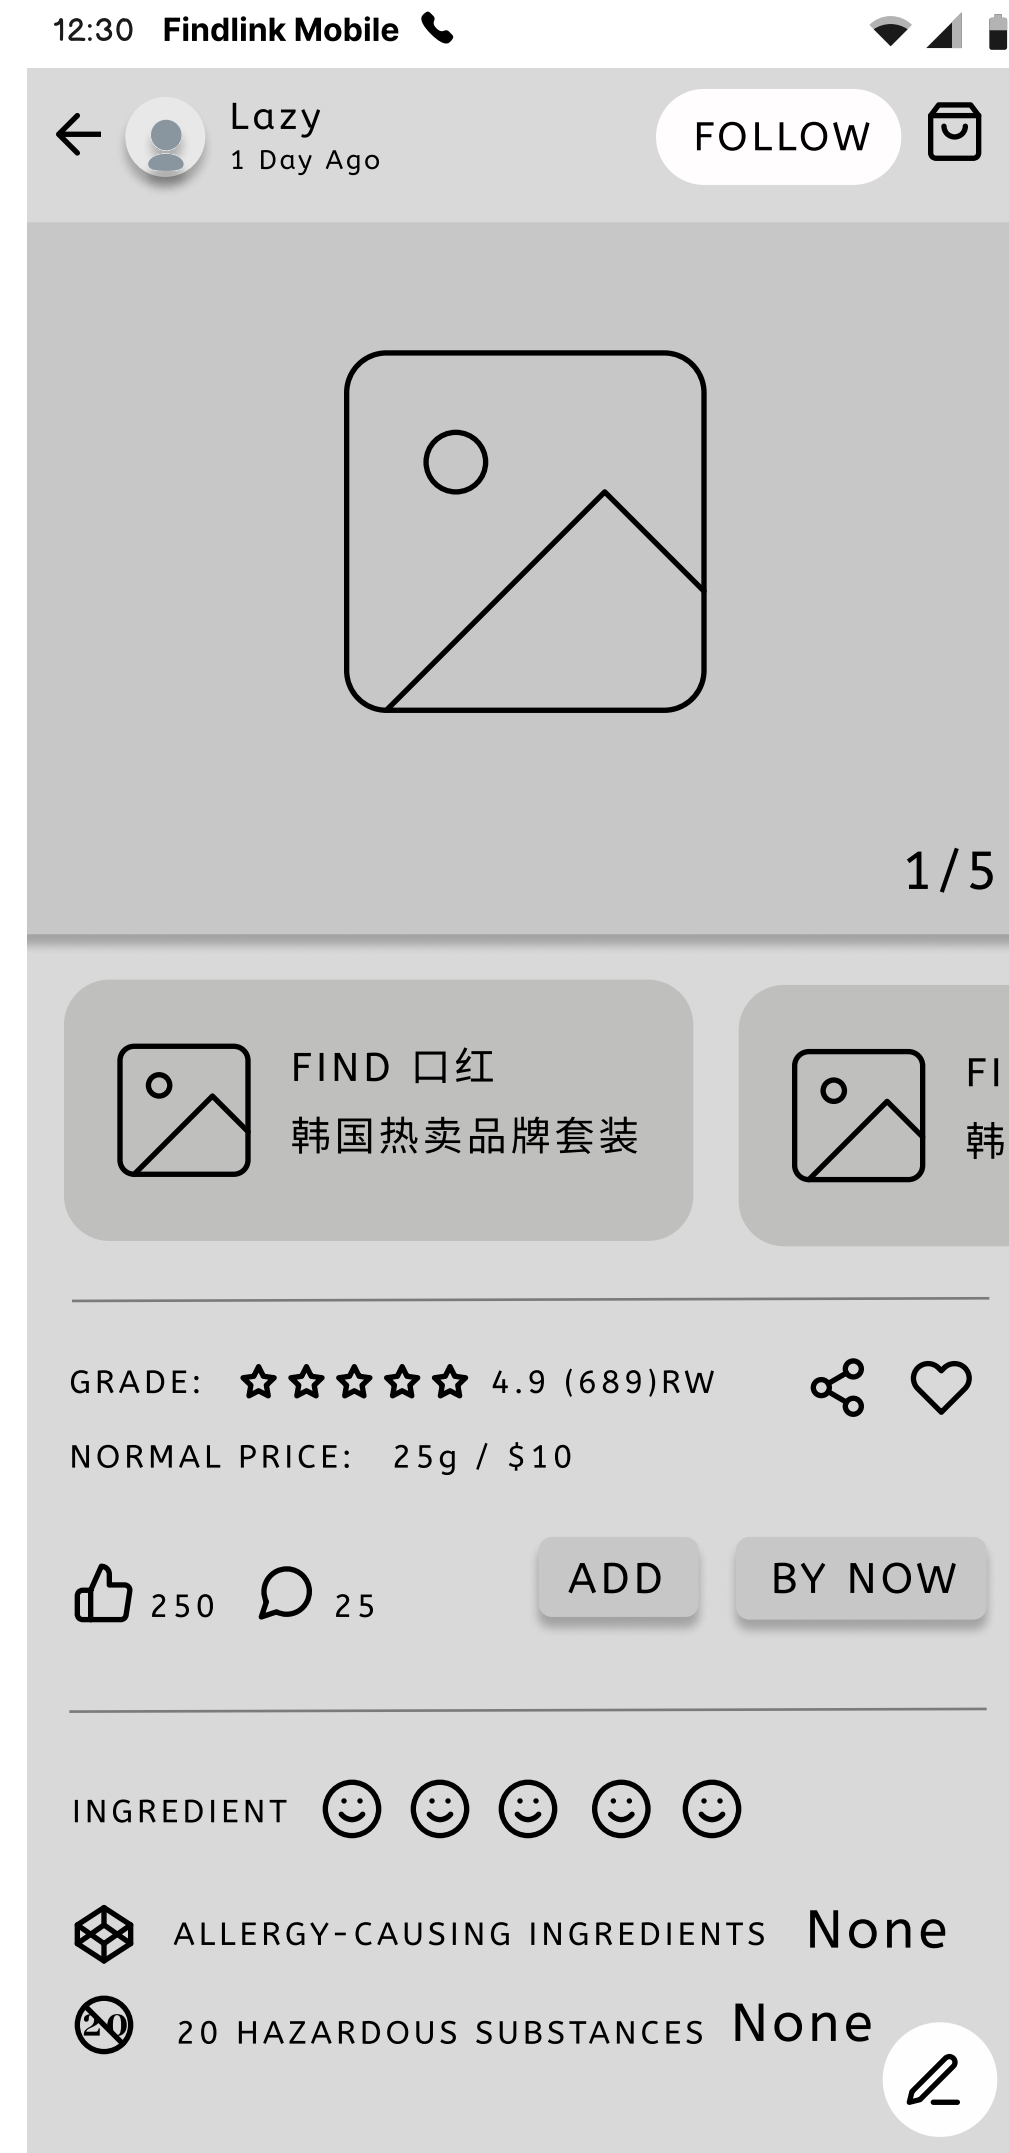 12:30 Findlink Mobile
Lazy
1 Day Ago
FOLLOW
1/5
FIND 口红
韩国热卖品牌套装
FI
韩
GRADE: 4.9 (689)RW
NORMAL PRICE: 25g / $10
250 25
ADD
BY NOW
INGREDIENT
ALLERGY-CAUSING INGREDIENTS None
20
20 HAZARDOUS SUBSTANCES None